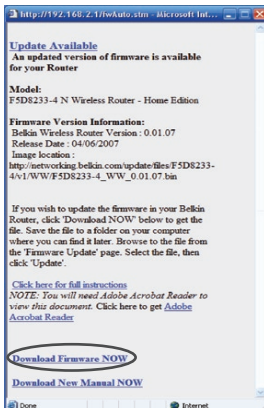 http://192.168.2.1/fwAuto.stm - Microsoft Int...
Update Available
An updated version of firmware is available
for your Router
Model:
F5D8233-4 N Wireless Router - Home Edition
Firmware Version Information:
Belkin Wireless Router Version : 0.01.07
Release Date : 04/06/2007
Image location :
http://networking.belkin.com/update/files/F5D8233-
4/v1/WW/F5D8233-4_WW_0.01.07.bin
If you wish to update the firmware in your Belkin
Router, click 'Download NOW' below to get the
file. Save the file to a folder on your computer
where you can find it later. Browse to the file from
the 'Firmware Update' page. Select the file, then
click 'Update'.
Click here for full instructions
NOTE: You will need Adobe Acrobat Reader to
view this document. Click here to get Adobe
Acrobat Reader
Download Firmware NOW
Download New Manual NOW
Done
Internet